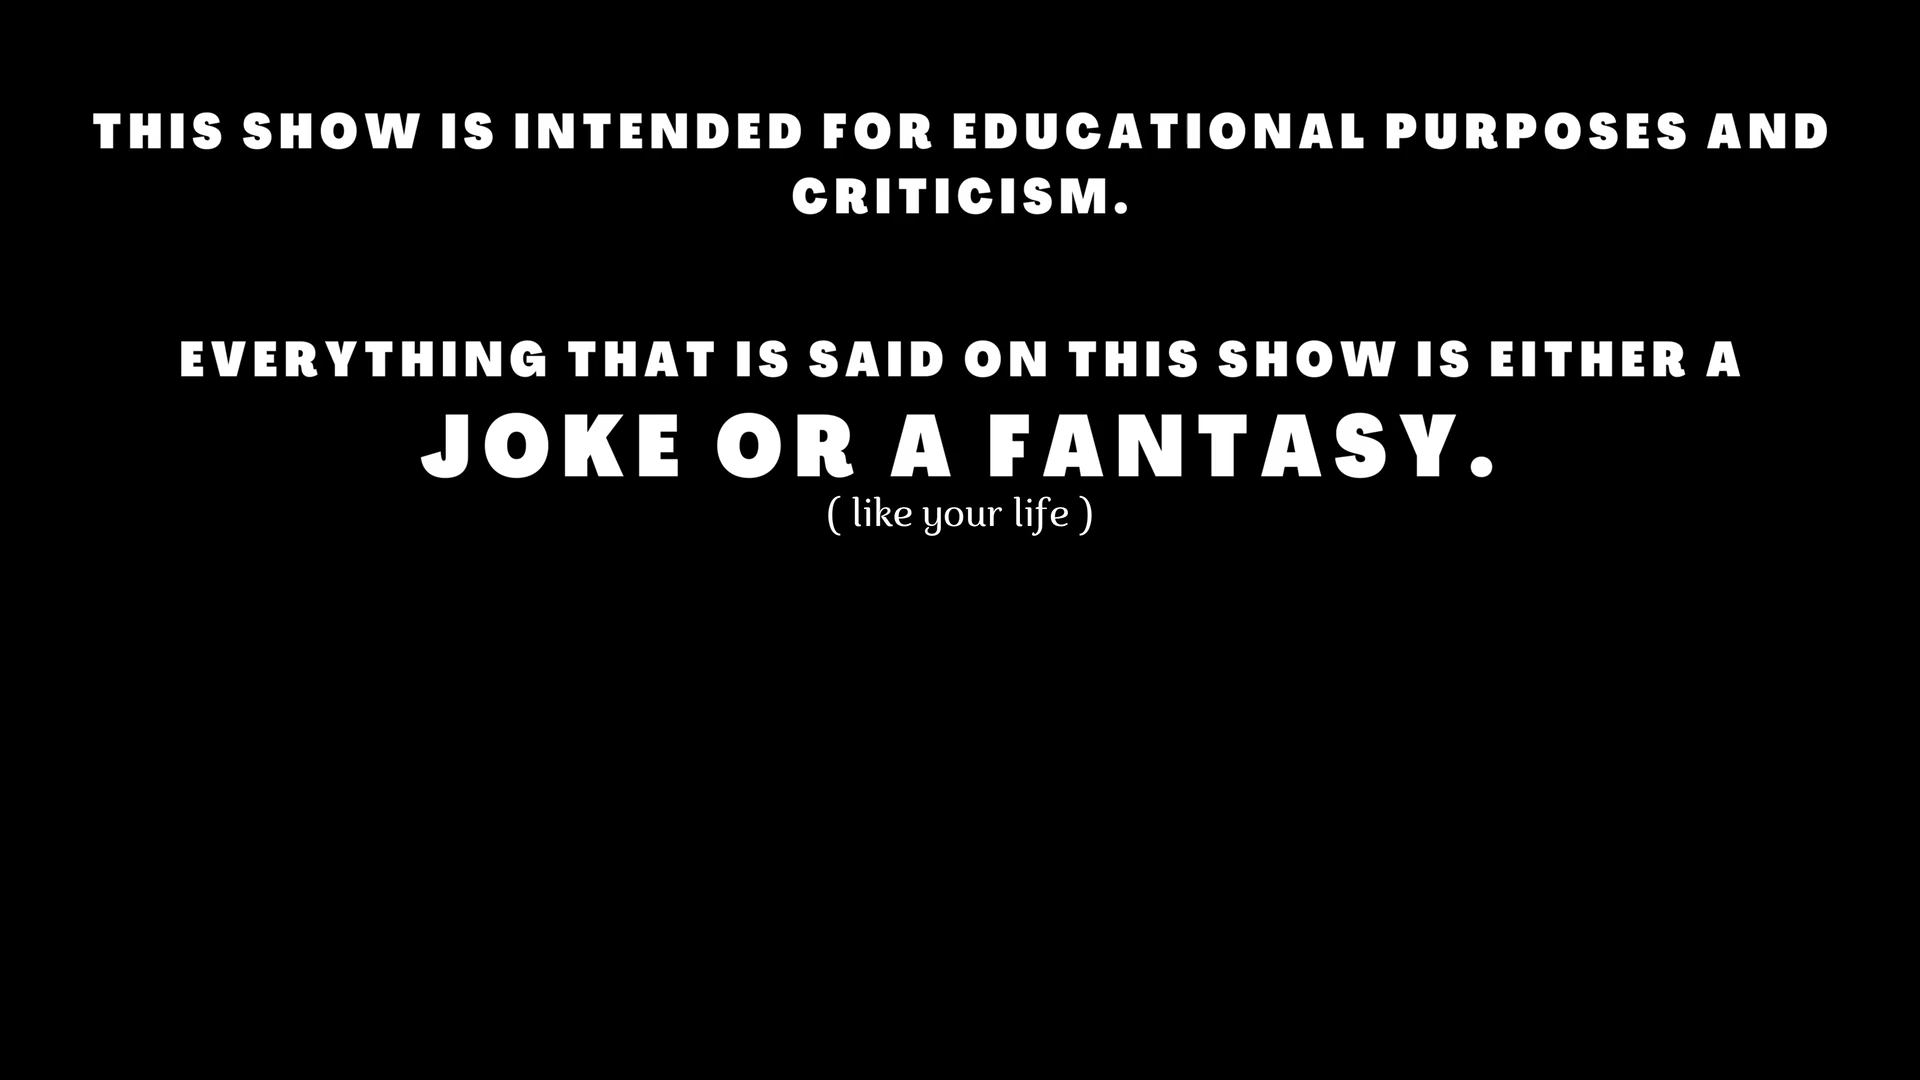 THIS SHOW IS INTENDED FOR EDUCATIONAL PURPOSES AND
CRITICISM.
EVERYTHING THAT IS SAID ON THIS SHOW IS EITHER A
JOKE OR A FANTASY.
( like your life )